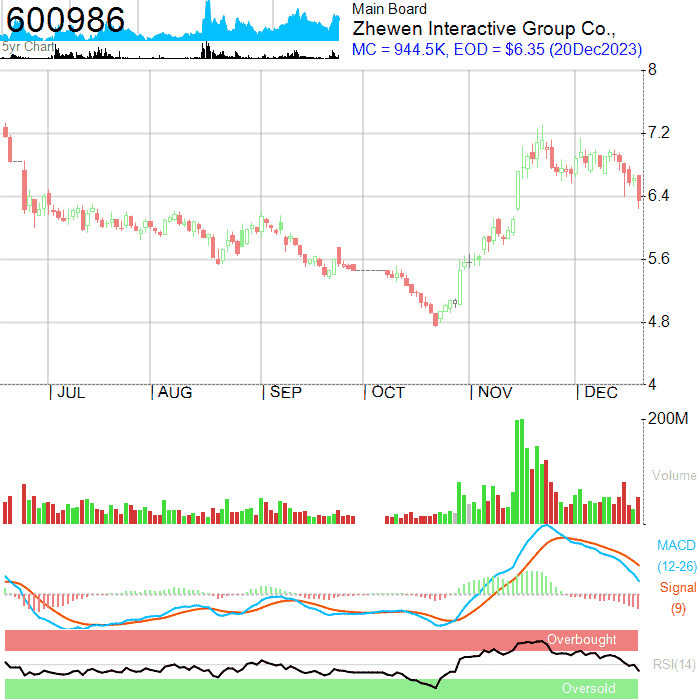 600986
5yr Chart
Main Board
Zhewen Interactive Group Co.,
MC = 944.5K, EOD = $6.35 (20Dec2023)
8
7.2
6.4
5.6
4.8
4
JUL AUG SEP OCT NOV DEC
200M
Volume
MACD
(12-26)
Signal
(9)
Overbought
RSI(14)
Oversold